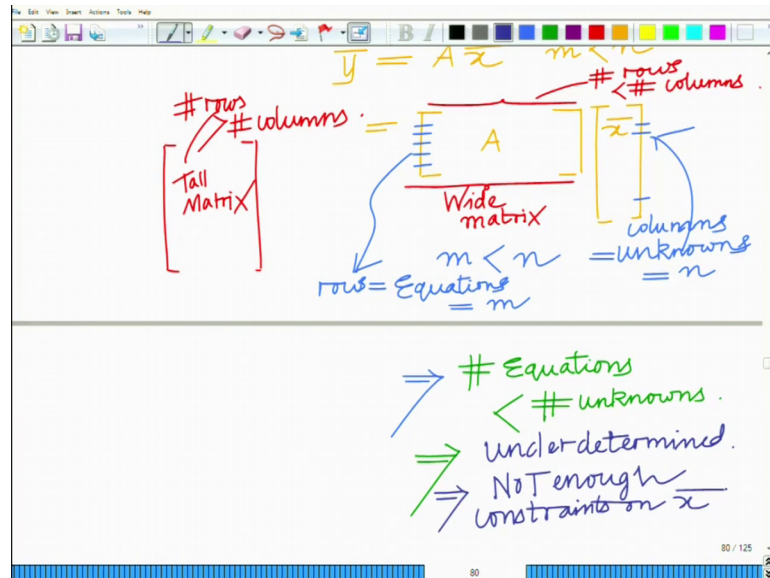 File Edit View Insert Actions Tools Help
B I
y = A x m < n
# rows
< # columns .
# rows
> # columns .
= [ A ] [ x ]
Tall
Matrix
Wide
matrix
m < n
columns
= unknowns
= n
rows = Equations
= m
⇒ # Equations
< # unknowns .
⇒ underdetermined.
⇒ NOT enough
constraints on x
80 / 125
80